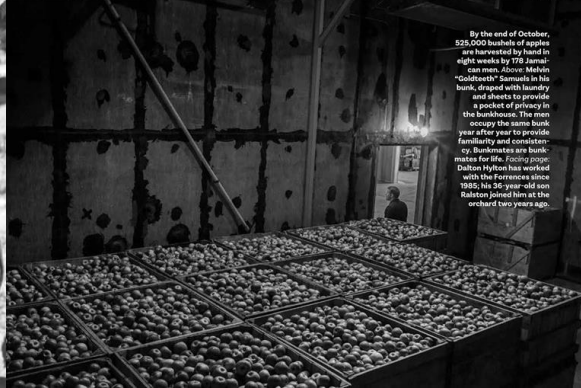 By the end of October,
525,000 bushels of apples
are harvested by hand in
eight weeks by 178 Jamai-
can men. Above: Melvin
“Goldteeth” Samuels in his
bunk, draped with laundry
and sheets to provide
a pocket of privacy in
the bunkhouse. The men
occupy the same bunk
year after year to provide
familiarity and consisten-
cy. Bunkmates are bunk-
mates for life. Facing page:
Dalton Hylton has worked
with the Forrences since
1985; his 36-year-old son
Ralston joined him at the
orchard two years ago.